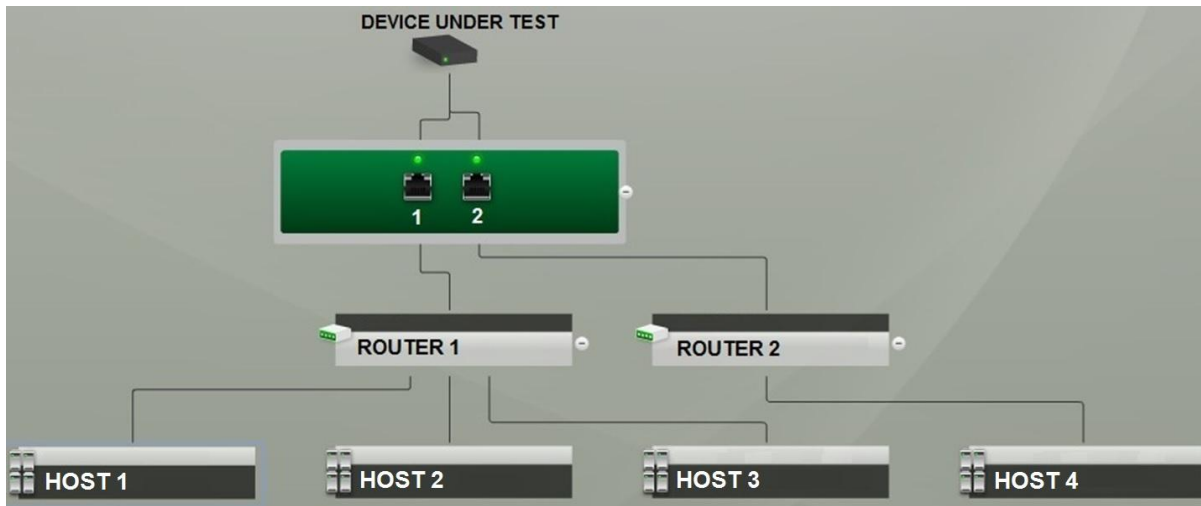 DEVICE UNDER TEST
1 2
ROUTER 1
ROUTER 2
HOST 1
HOST 2
HOST 3
HOST 4